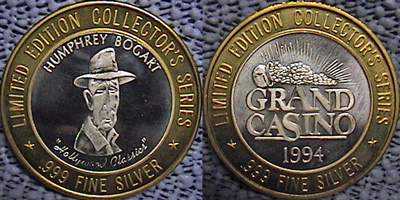 LIMITED EDITION COLLECTOR'S SERIES
HUMPHREY BOGART
"Hollywood Classics"
.999 FINE SILVER
LIMITED EDITION COLLECTOR'S SERIES
GRAND
CASINO
1994
.999 FINE SILVER